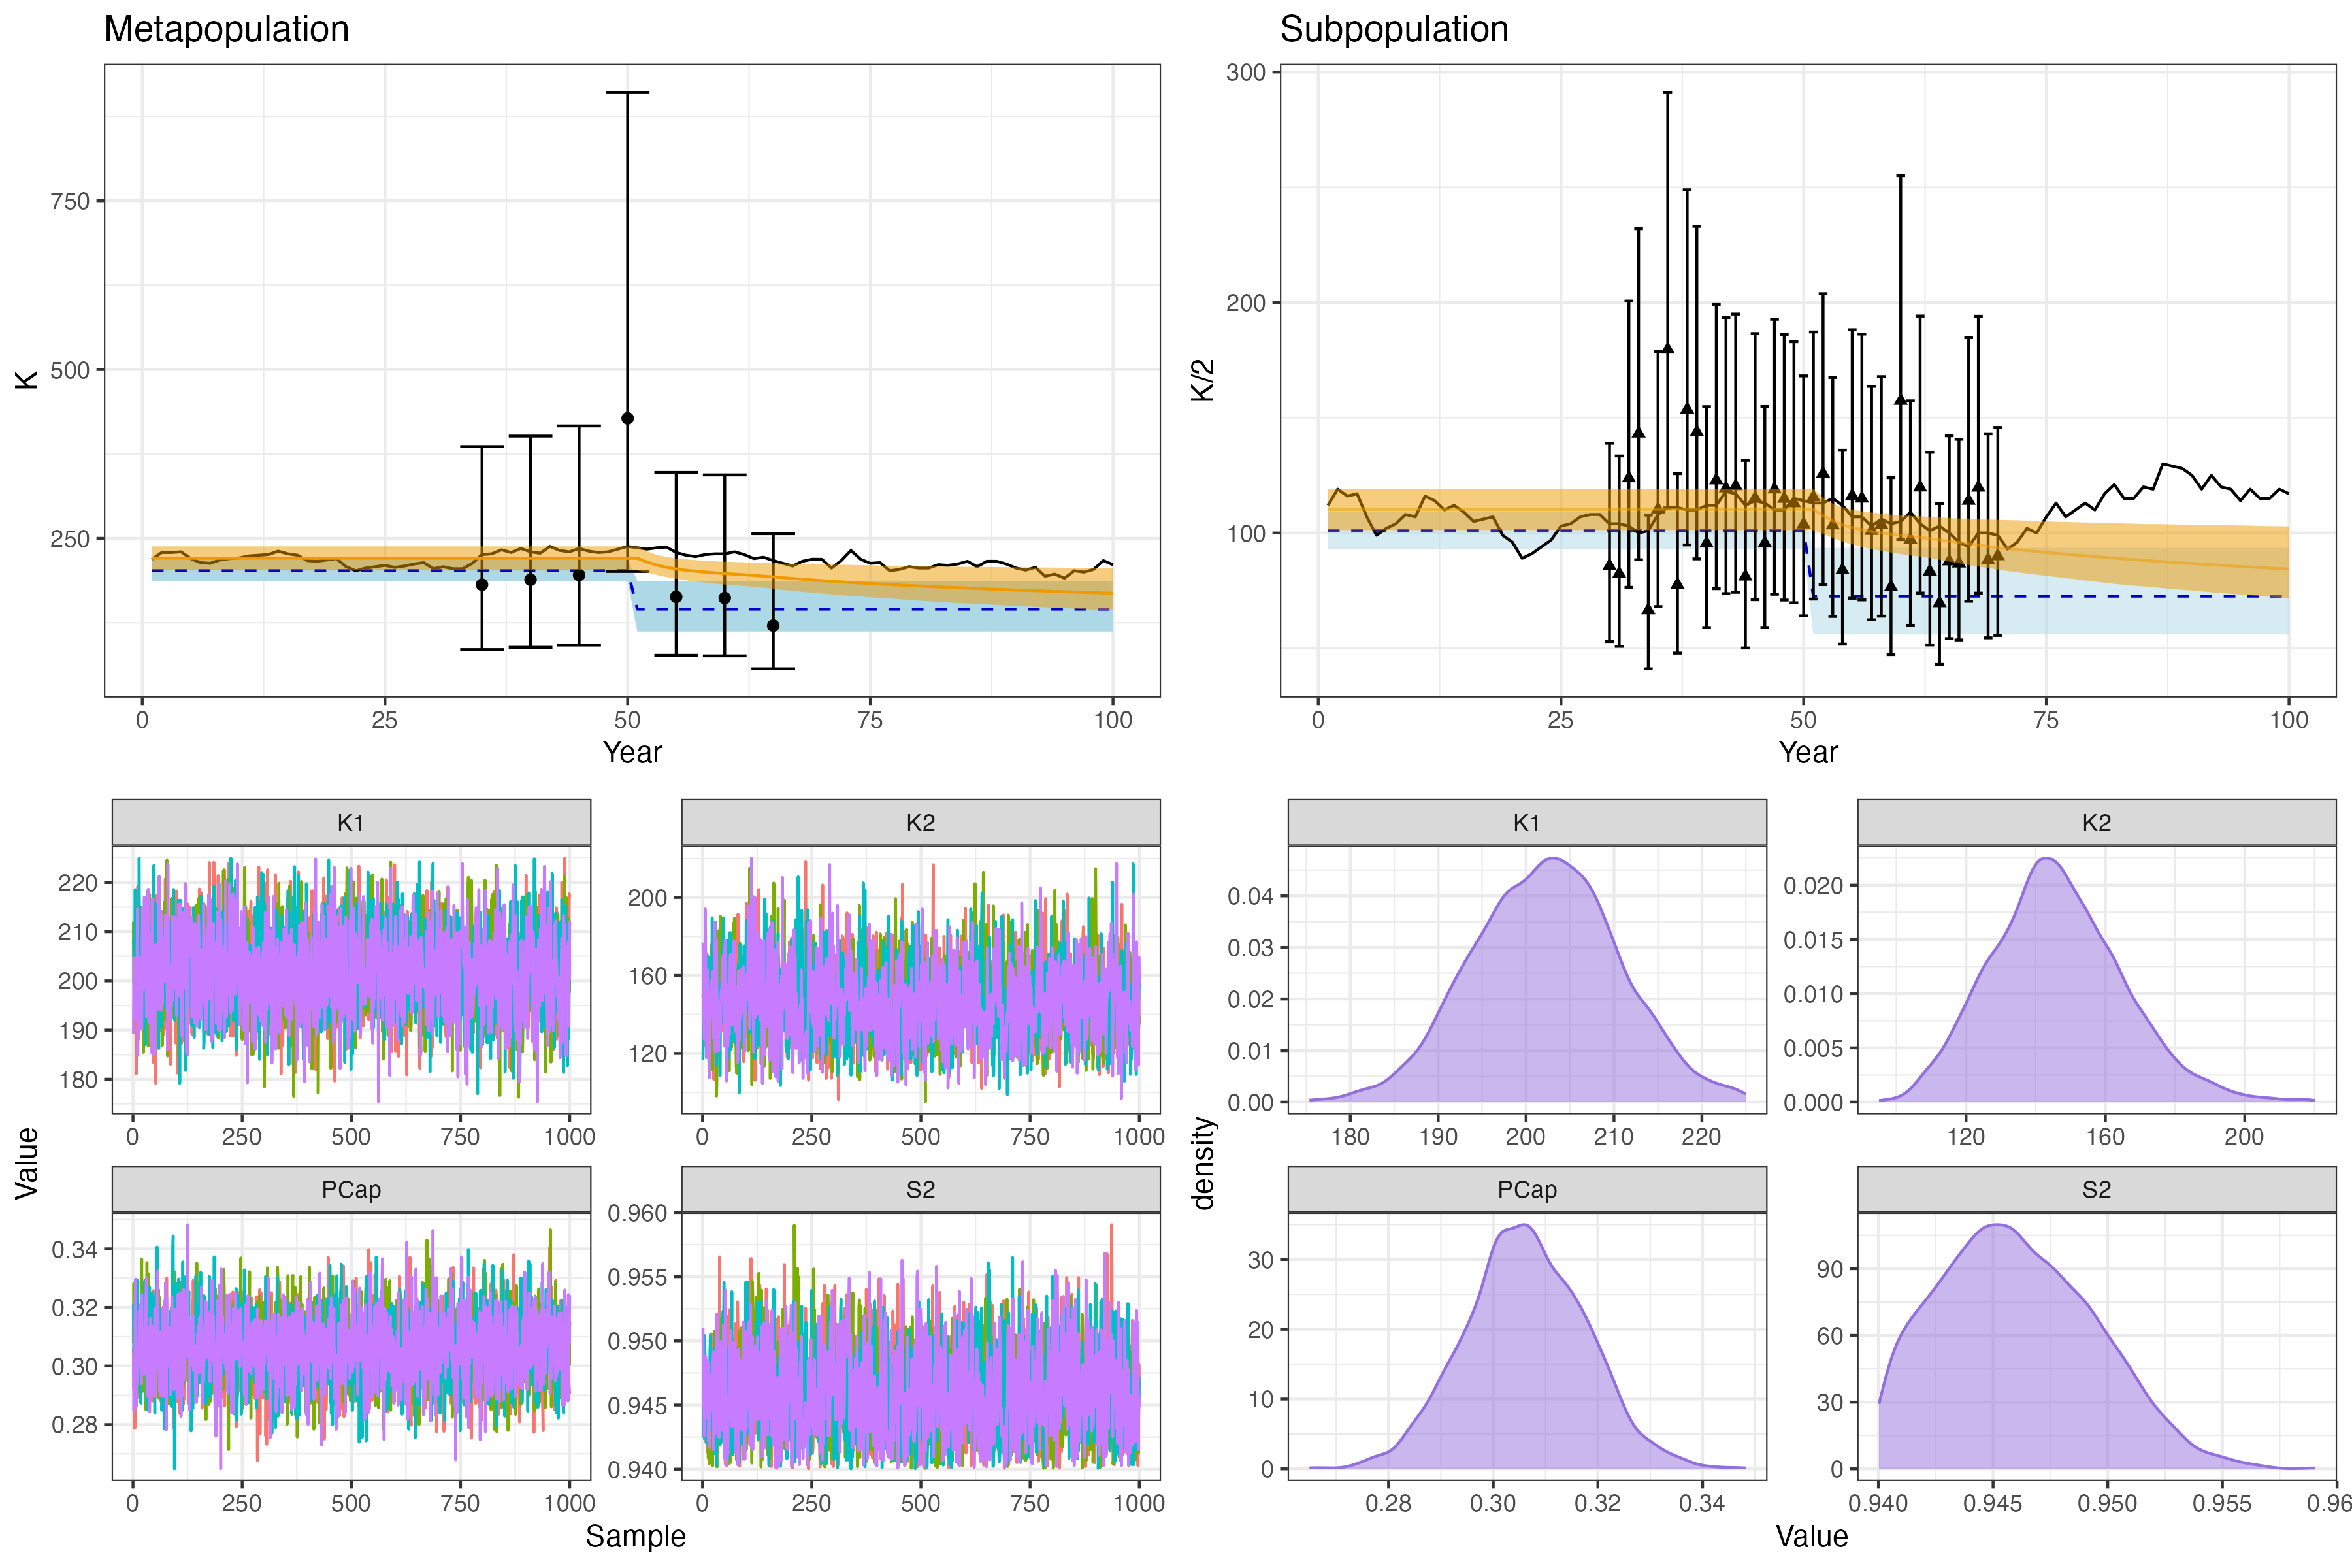 Metapopulation
K
750
500
250
0 25 50 75 100
Year
Subpopulation
K/2
300
200
100
0 25 50 75 100
Year
Value
K1
220
210
200
190
180
0 250 500 750 1000
K2
200
160
120
0 250 500 750 1000
PCap
0.34
0.32
0.30
0.28
0 250 500 750 1000
S2
0.960
0.955
0.950
0.945
0.940
0 250 500 750 1000
Sample
density
K1
0.04
0.03
0.02
0.01
0.00
180 190 200 210 220
K2
0.020
0.015
0.010
0.005
0.000
120 160 200
PCap
30
20
10
0
0.28 0.30 0.32 0.34
S2
90
60
30
0
0.940 0.945 0.950 0.955 0.96
Value